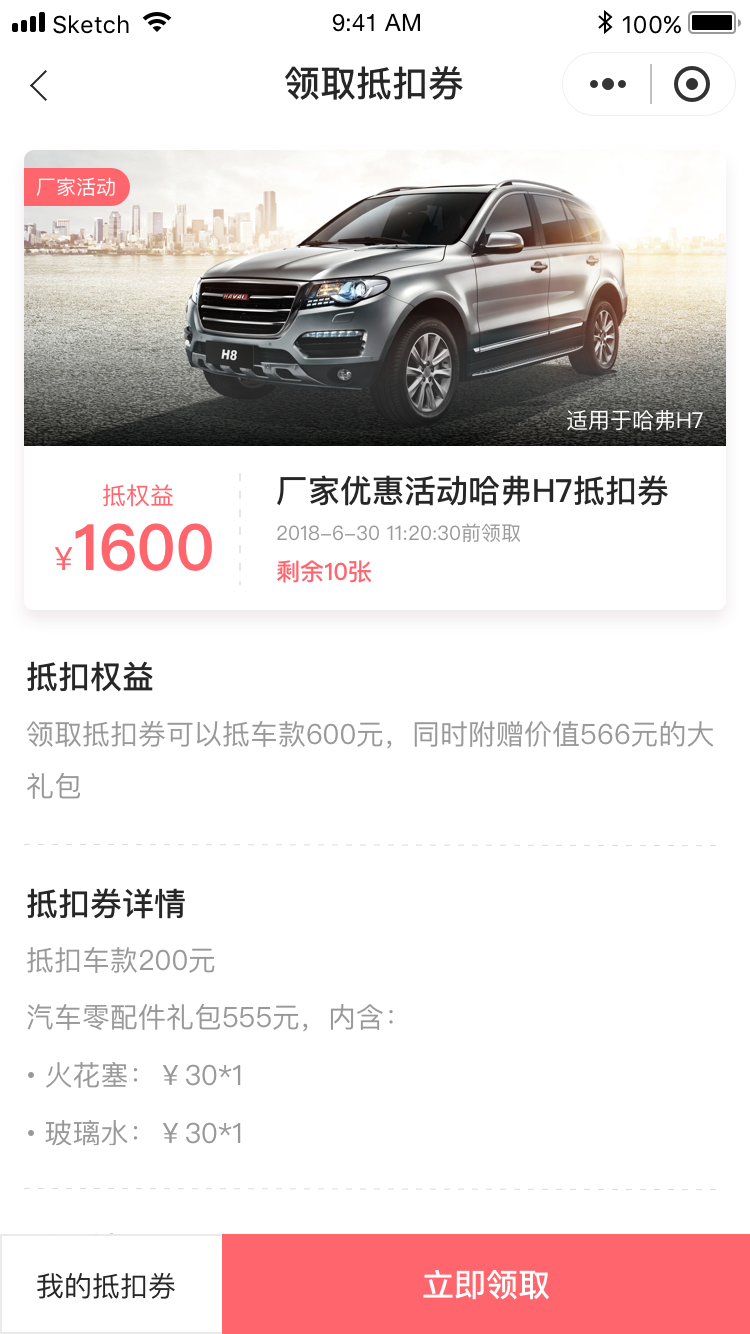 Sketch 9:41 AM 100%
领取抵扣券
厂家活动
HAVAL
H8
适用于哈弗H7
抵权益
¥1600
厂家优惠活动哈弗H7抵扣券
2018-6-30 11:20:30前领取
剩余10张
抵扣权益
领取抵扣券可以抵车款600元，同时附赠价值566元的大
礼包
抵扣券详情
抵扣车款200元
汽车零配件礼包555元，内含：
• 火花塞： ¥30*1
• 玻璃水： ¥30*1
我的抵扣券
立即领取